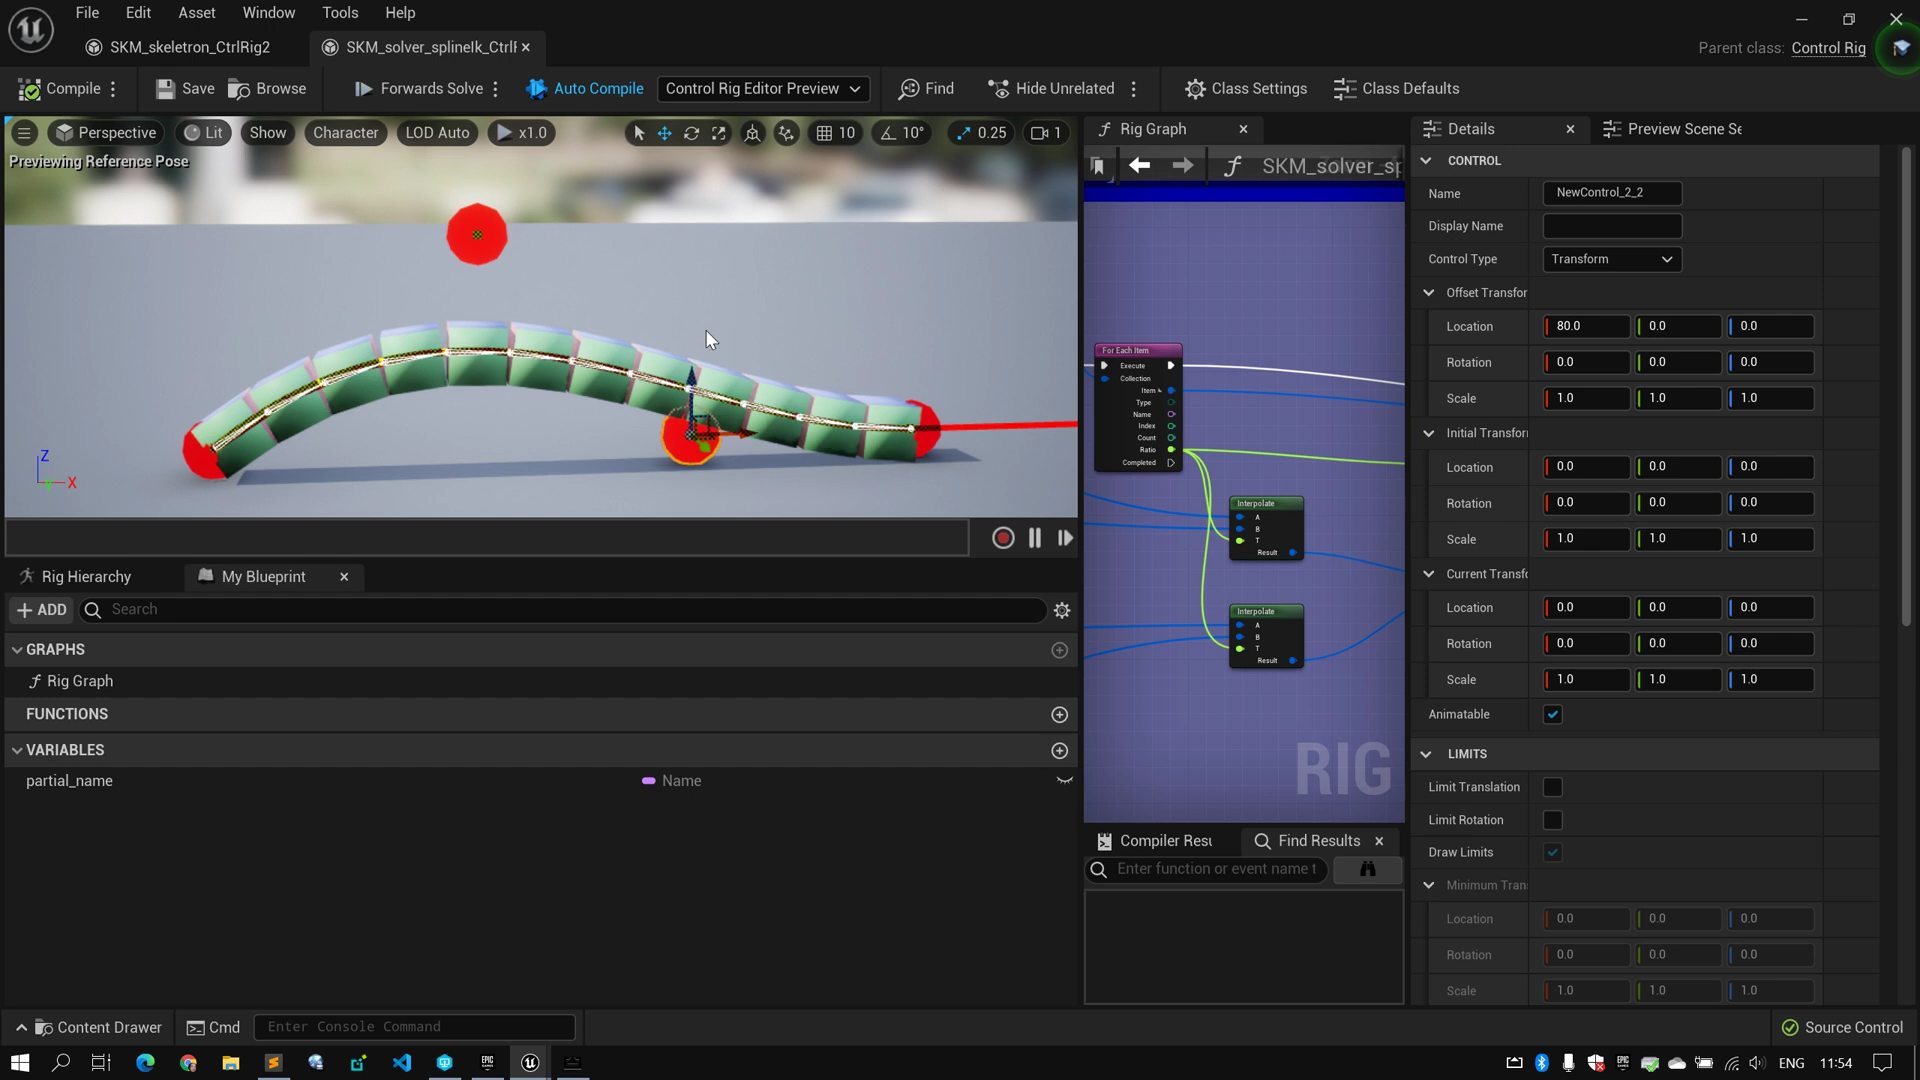 File Edit Asset Window Tools Help
SKM_skeletron_CtrlRig2
SKM_solver_splineIk_CtrlF
Parent class: Control Rig
Compile
Save
Browse
Forwards Solve
Auto Compile
Control Rig Editor Preview
Find
Hide Unrelated
Class Settings
Class Defaults
Perspective
Lit
Show
Character
LOD Auto
x1.0
10
10°
0.25
1
Previewing Reference Pose
Z
X
Rig Graph
SKM_solver_sp
For Each Item
Execute
Collection
Item
Type
Name
Index
Count
Ratio
Completed
Interpolate
A
B
T
Result
Interpolate
A
B
T
Result
RIG
Compiler Resu
Find Results
Enter function or event name t
Rig Hierarchy
My Blueprint
ADD
Search
GRAPHS
Rig Graph
FUNCTIONS
VARIABLES
partial_name
Name
Details
Preview Scene Se
CONTROL
Name NewControl_2_2
Display Name
Control Type Transform
Offset Transfor
Location 80.0 0.0 0.0
Rotation 0.0 0.0 0.0
Scale 1.0 1.0 1.0
Initial Transfor
Location 0.0 0.0 0.0
Rotation 0.0 0.0 0.0
Scale 1.0 1.0 1.0
Current Transfo
Location 0.0 0.0 0.0
Rotation 0.0 0.0 0.0
Scale 1.0 1.0 1.0
Animatable
LIMITS
Limit Translation
Limit Rotation
Draw Limits
Minimum Tran
Location 0.0 0.0 0.0
Rotation 0.0 0.0 0.0
Scale 1.0 1.0 1.0
Content Drawer
Cmd
Enter Console Command
Source Control
ENG
11:54